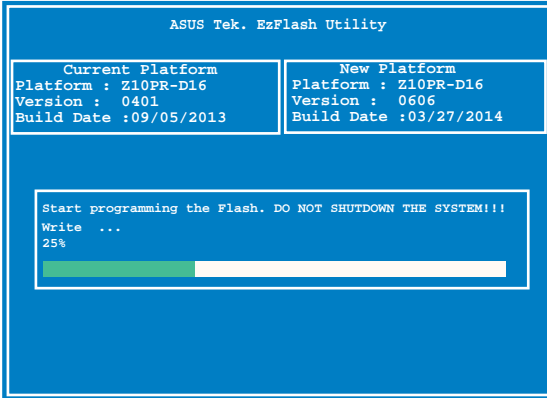 ASUS Tek. EzFlash Utility
Current Platform
Platform : Z10PR-D16
Version : 0401
Build Date :09/05/2013
New Platform
Platform : Z10PR-D16
Version : 0606
Build Date :03/27/2014
Start programming the Flash. DO NOT SHUTDOWN THE SYSTEM!!!
Write ...
25%